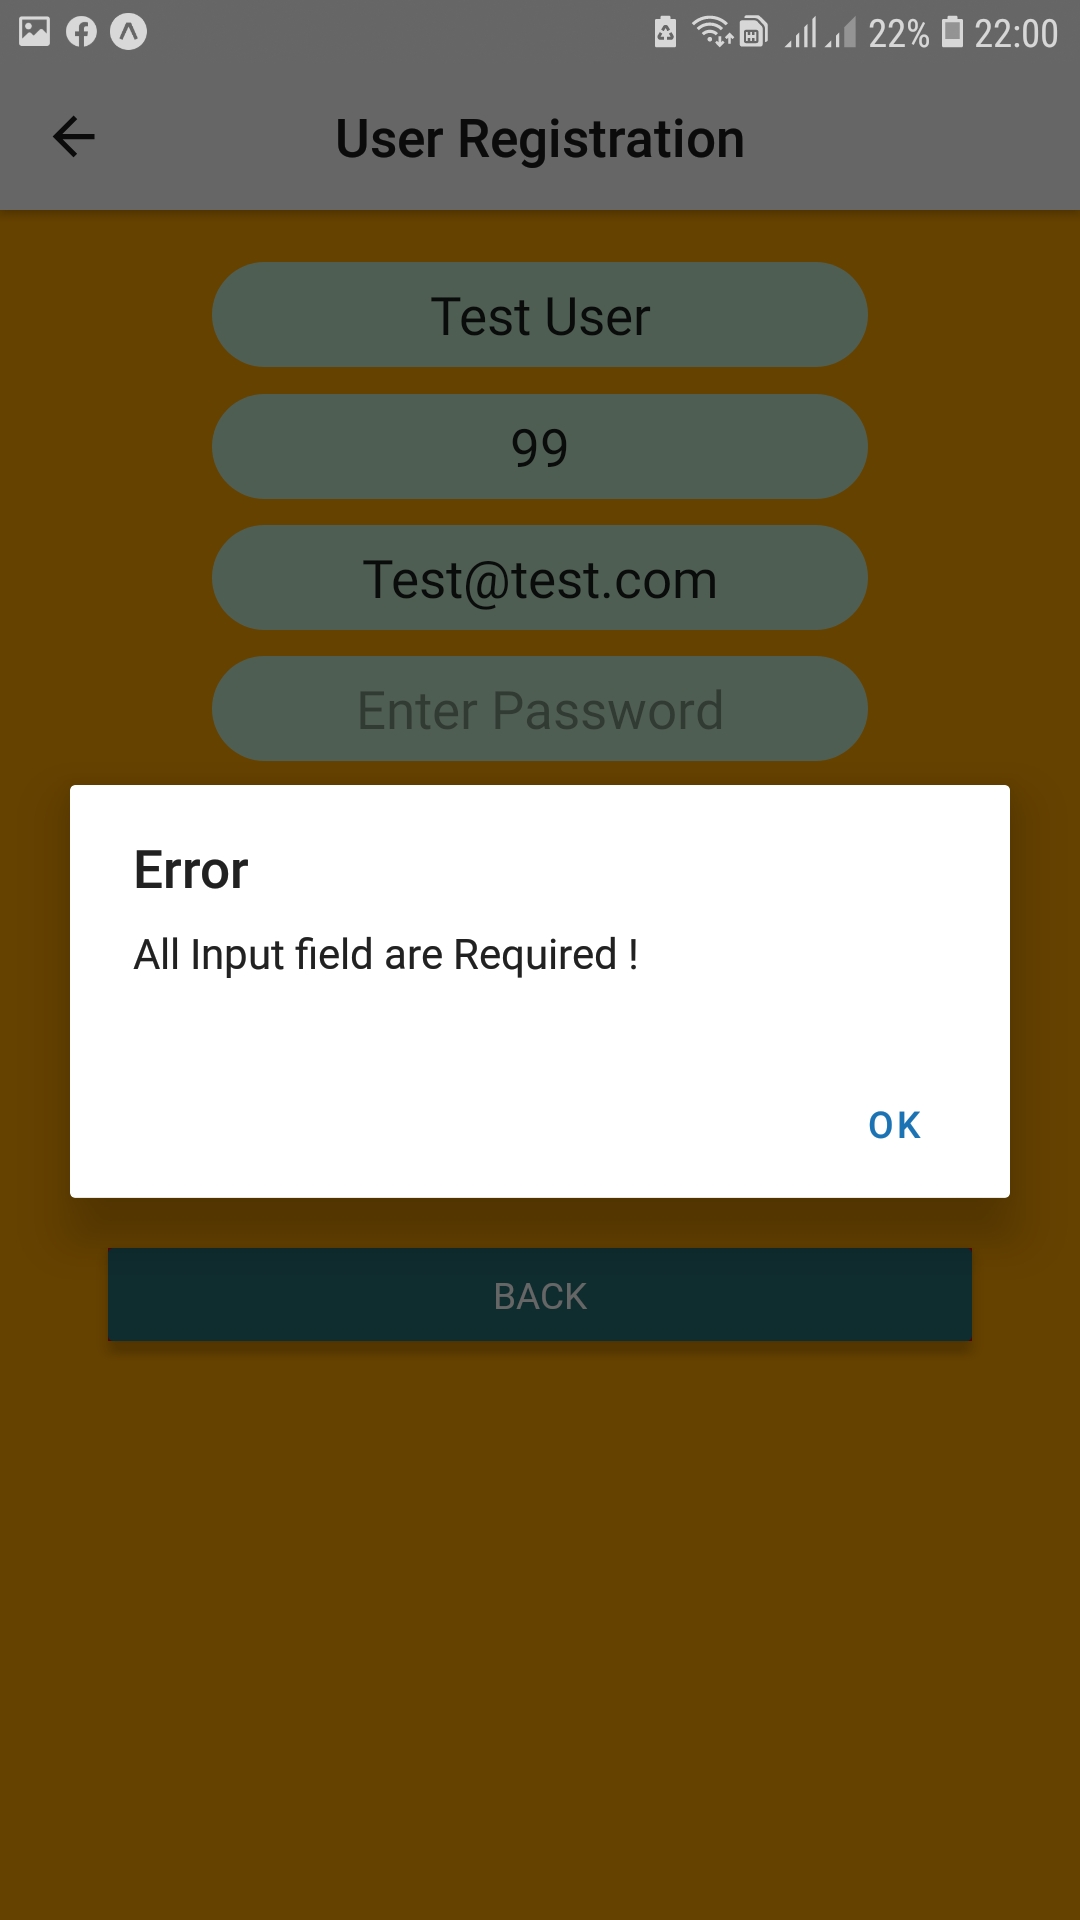 22% 22:00
User Registration
Test User
99
Test@test.com
Enter Password
Error
All Input field are Required !
OK
BACK